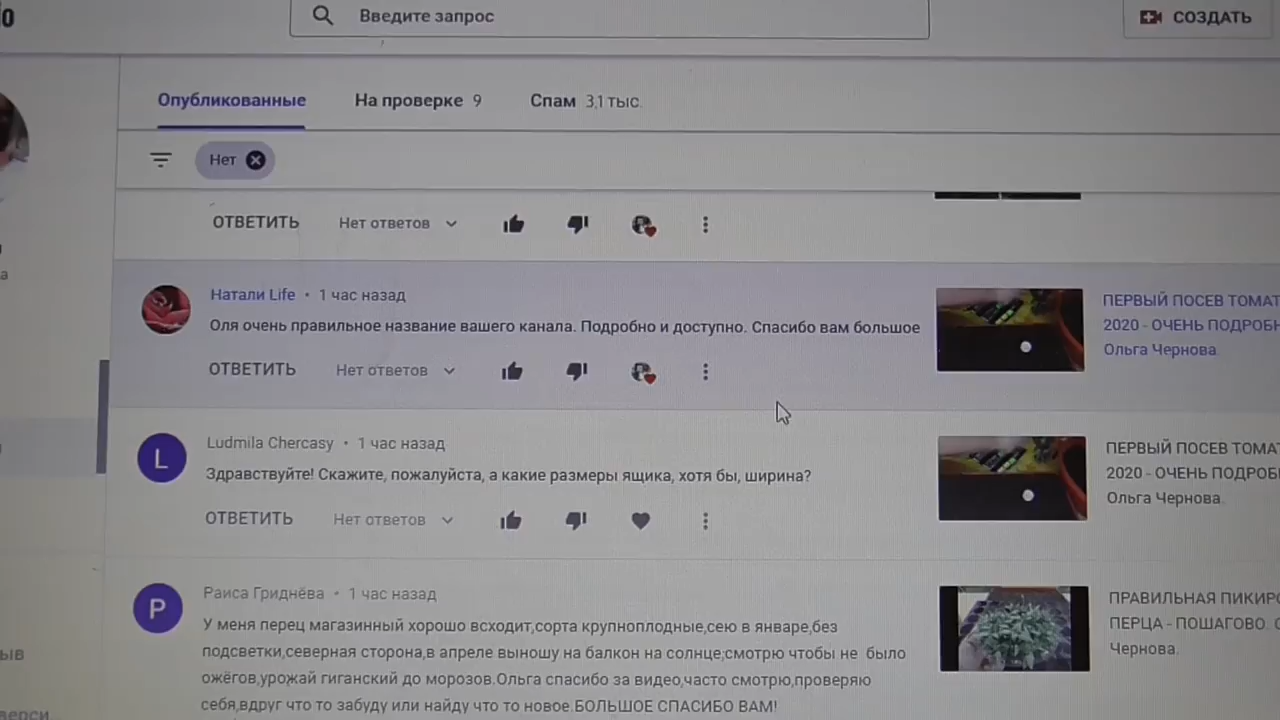 Введите запрос
СОЗДАТЬ
Опубликованные
На проверке 9
Спам 3,1 тыс.
Нет
ОТВЕТИТЬ Нет ответов
Натали Life • 1 час назад
Оля очень правильное название вашего канала. Подробно и доступно. Спасибо вам большое
ОТВЕТИТЬ Нет ответов
ПЕРВЫЙ ПОСЕВ ТОМАТ
2020 - ОЧЕНЬ ПОДРОБН
Ольга Чернова.
Ludmila Chercasy • 1 час назад
Здравствуйте! Скажите, пожалуйста, а какие размеры ящика, хотя бы, ширина?
ОТВЕТИТЬ Нет ответов
L
ПЕРВЫЙ ПОСЕВ ТОМАТ
2020 - ОЧЕНЬ ПОДРОБН
Ольга Чернова.
Раиса Гриднёва • 1 час назад
У меня перец магазинный хорошо всходит,сорта крупноплодные,сею в январе,без
подсветки,северная сторона,в апреле выношу на балкон на солнце,смотрю чтобы не было
ожёгов,урожай гиганский до морозов.Ольга спасибо за видео,часто смотрю,проверяю
себя,вдруг что то забуду или найду что то новое.БОЛЬШОЕ СПАСИБО ВАМ!
Р
ПРАВИЛЬНАЯ ПИКИРО
ПЕРЦА - ПОШАГОВО. О
Чернова.